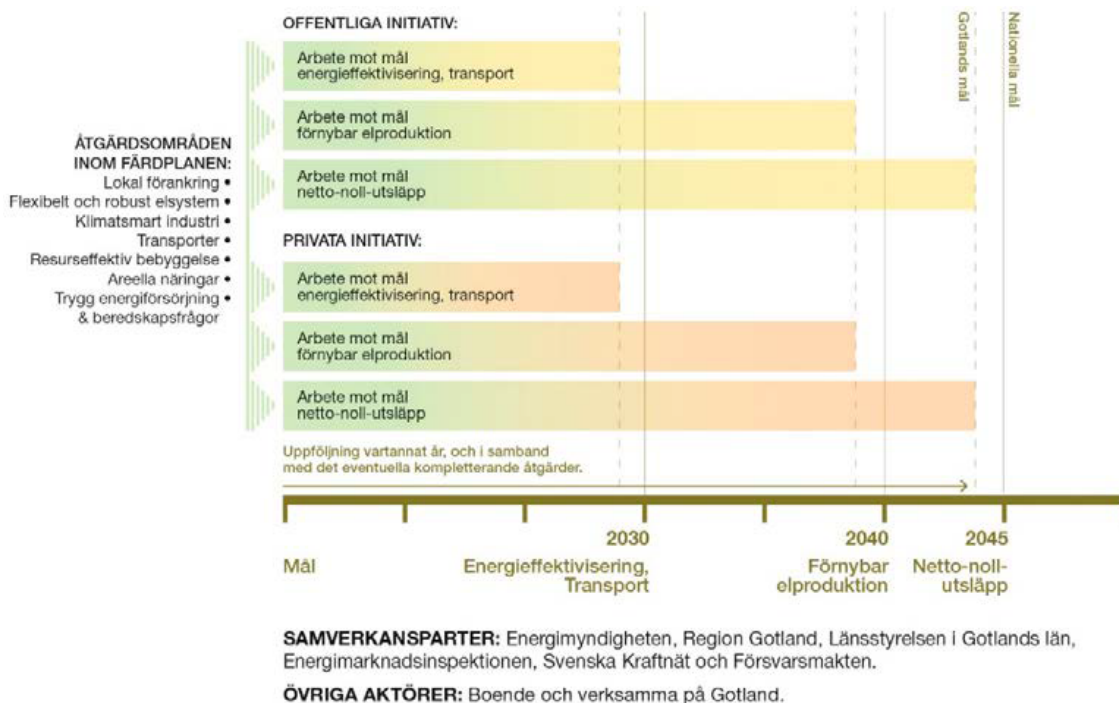 OFFENTLIGA INITIATIV:
Gotlands mål
Nationella mål
Arbete mot mål
energieffektivisering, transport
Arbete mot mål
förnybar elproduktion
Arbete mot mål
netto-noll-utsläpp
ÅTGÄRDSOMRÅDEN
INOM FÄRDPLANEN:
Lokal förankring •
Flexibelt och robust elsystem •
Klimatsmart industri •
Transporter •
Resurseffektiv bebyggelse •
Areella näringar •
Trygg energiförsörjning •
& beredskapsfrågor
PRIVATA INITIATIV:
Arbete mot mål
energieffektivisering, transport
Arbete mot mål
förnybar elproduktion
Arbete mot mål
netto-noll-utsläpp
Uppföljning vartannat år, och i samband
med det eventuella kompletterande åtgärder.
2030 2040 2045
Mål Energieffektivisering, Förnybar Netto-noll-
Transport elproduktion utsläpp
SAMVERKANSPARTER: Energimyndigheten, Region Gotland, Länsstyrelsen i Gotlands län,
Energimarknadsinspektionen, Svenska Kraftnät och Försvarsmakten.
ÖVRIGA AKTÖRER: Boende och verksamma på Gotland.